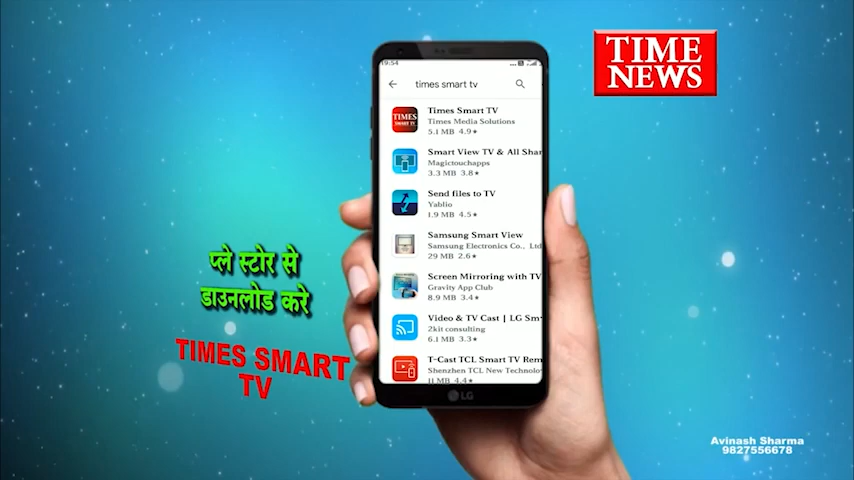 TIME
NEWS
19:54
times smart tv
Times Smart TV
Times Media Solutions
5.1 MB 4.9★
Smart View TV & All Shar
Magictouchapps
3.3 MB 3.8★
Send files to TV
Yablio
1.9 MB 4.5★
Samsung Smart View
Samsung Electronics Co., Ltd
29 MB 2.6★
Screen Mirroring with TV
Gravity App Club
8.9 MB 3.4★
Video & TV Cast | LG Sm
2kit consulting
6.1 MB 3.3★
T-Cast TCL Smart TV Rem
Shenzhen TCL New Technolo
11 MB 4.4★
LG
प्ले स्टोर से
डाउनलोड करे
TIMES SMART
TV
Avinash Sharma
9827556678